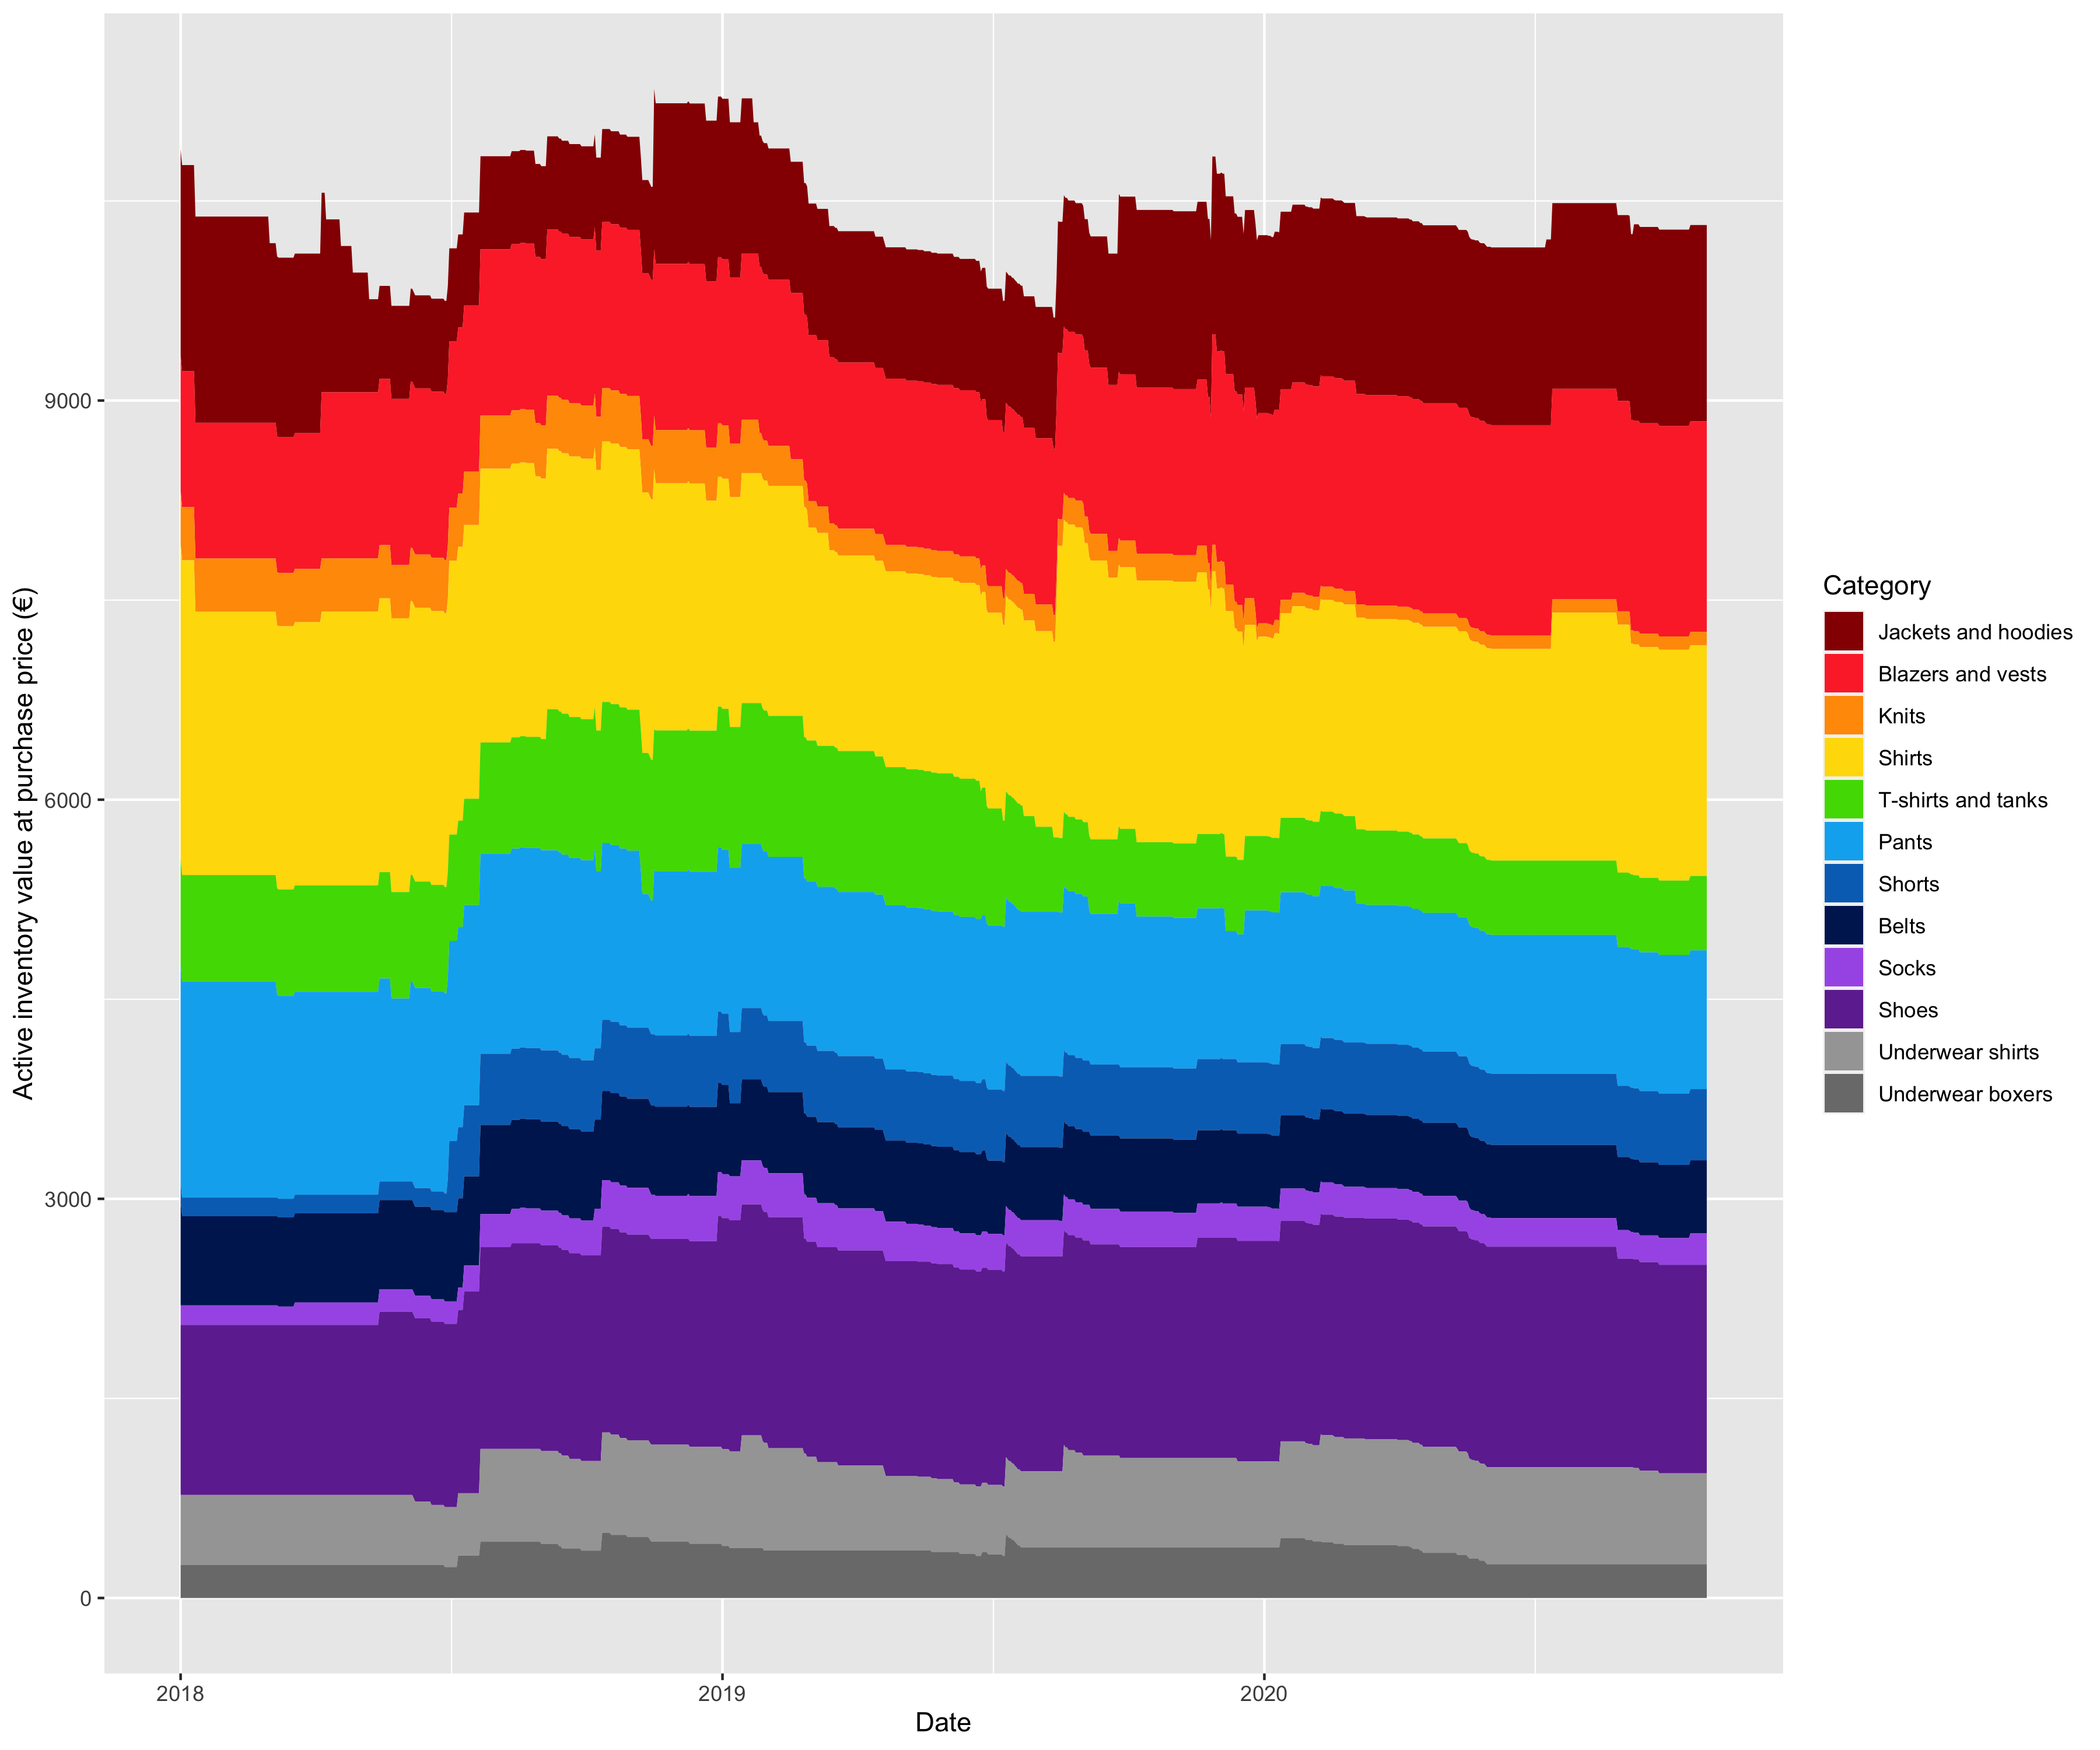 Active inventory value at purchase price (€)
9000
6000
3000
0
2018
2019
2020
Date
Category
Jackets and hoodies
Blazers and vests
Knits
Shirts
T-shirts and tanks
Pants
Shorts
Belts
Socks
Shoes
Underwear shirts
Underwear boxers